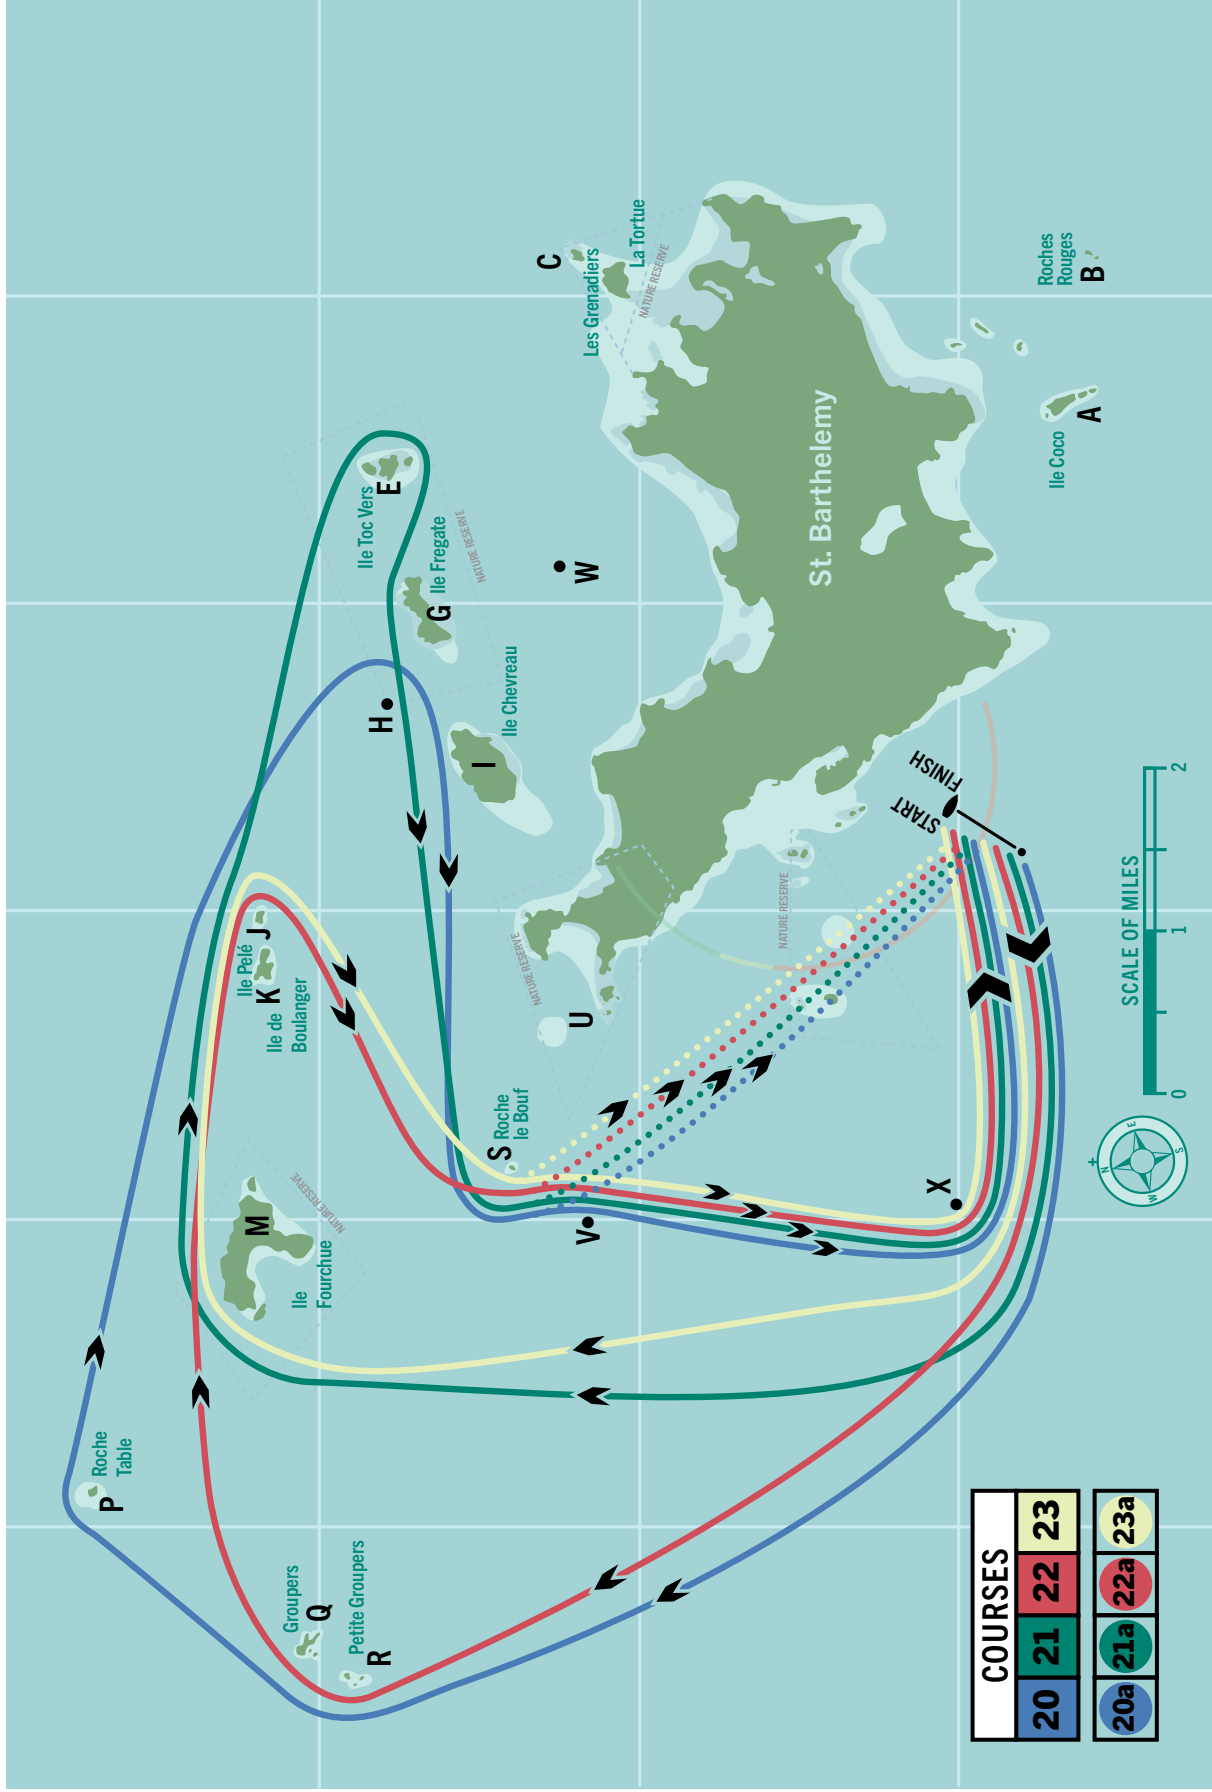 P
Roche
Table
Groupers
Q
Petite Groupers
R
M
Ile
Fourchue
NATURE RESERVE
Ile Pelé
J
K
Ile de
Boulanger
H
Ile Toc Vers
E
Ile Fregate
G
NATURE RESERVE
Ile Chevreau
I
W
C
Les Grenadiers
La Tortue
NATURE RESERVE
S
Roche
le Bouf
V
U
NATURE RESERVE
NATURE RESERVE
St. Barthelemy
X
START
FINISH
Ile Coco
A
Roches
Rouges
B
COURSES
20 21 22 23
20a 21a 22a 23a
N
E
S
W
SCALE OF MILES
0 1 2